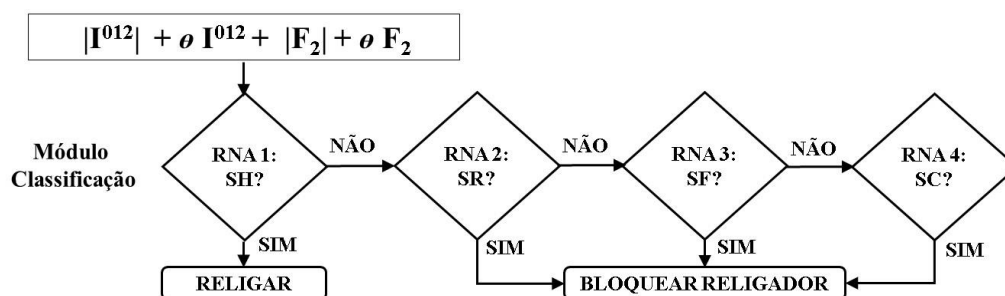 |I⁰¹²| + θ I⁰¹² + |F₂| + θ F₂
Módulo
Classificação
RNA 1:
SH?
NÃO
RNA 2:
SR?
NÃO
RNA 3:
SF?
NÃO
RNA 4:
SC?
SIM
SIM
SIM
SIM
RELIGAR
BLOQUEAR RELIGADOR